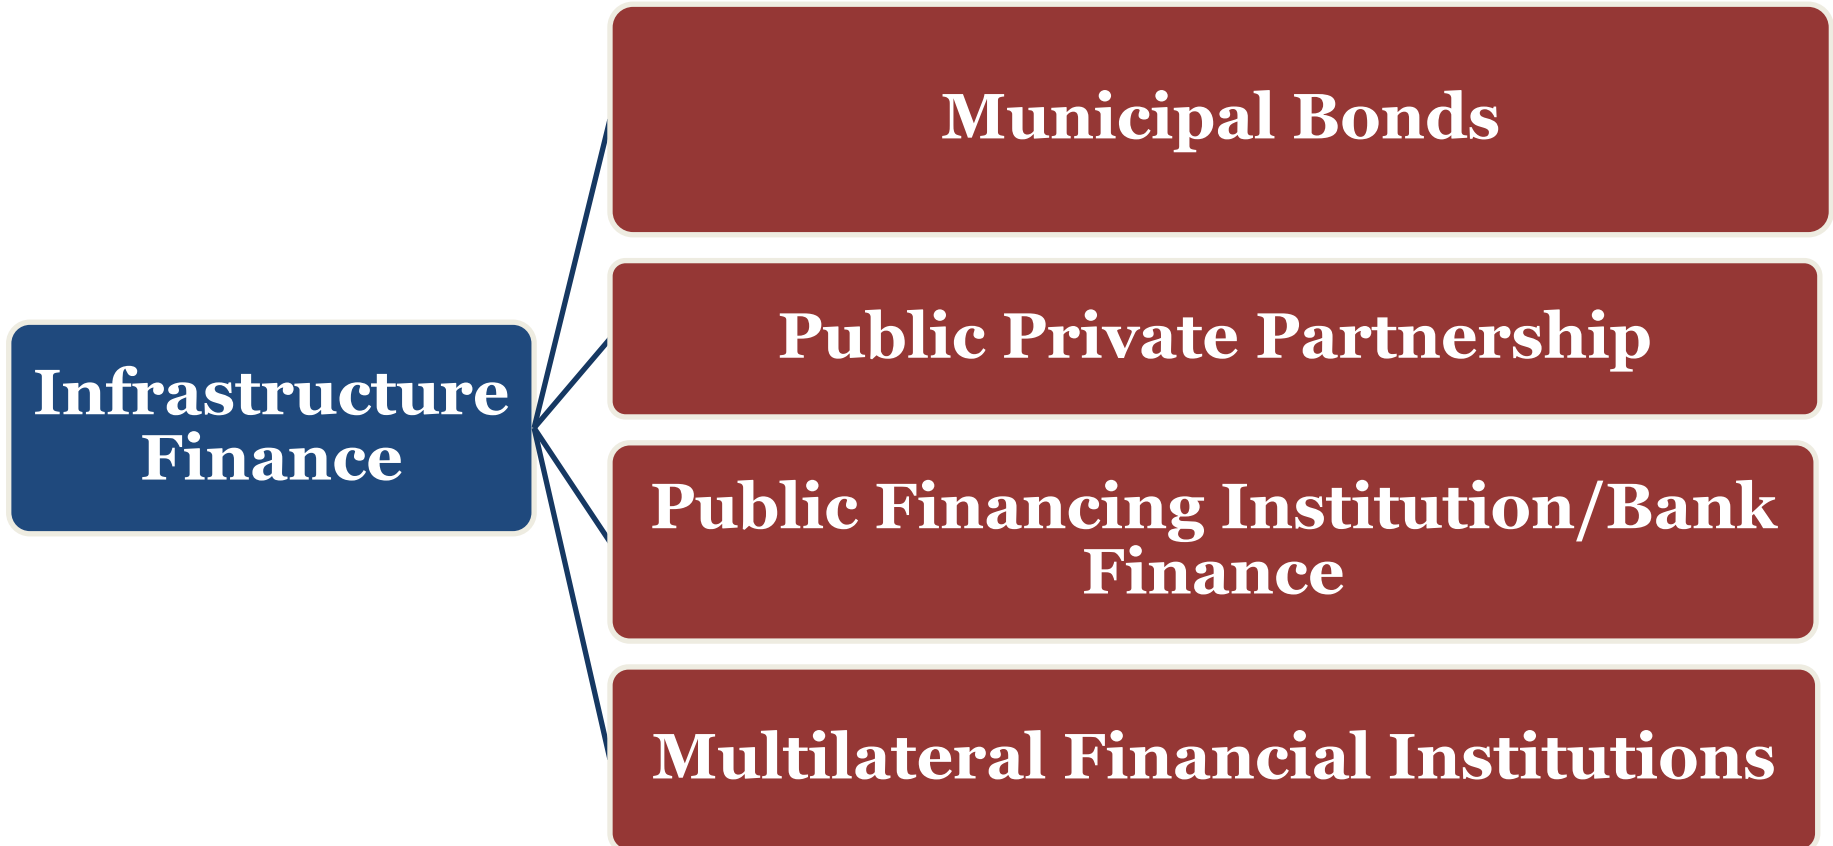 Infrastructure
Finance
Municipal Bonds
Public Private Partnership
Public Financing Institution/Bank
Finance
Multilateral Financial Institutions